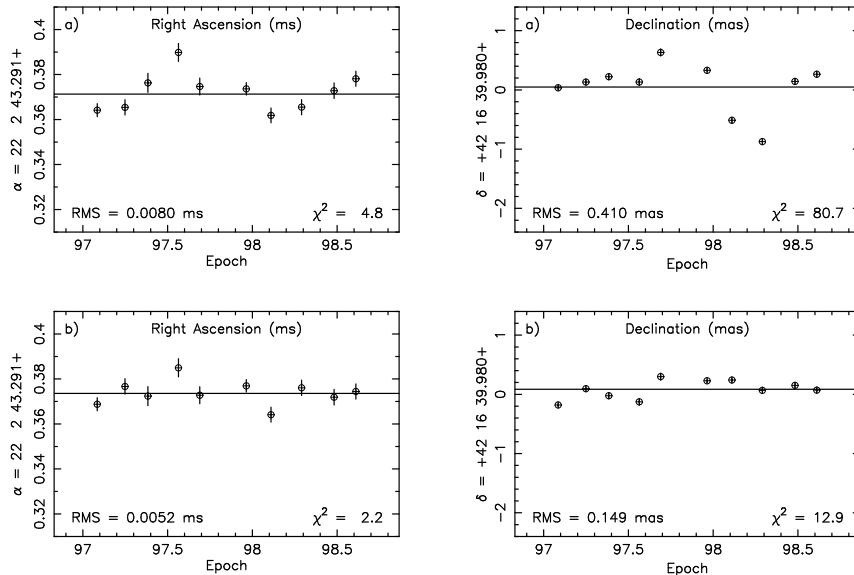 a) Right Ascension (ms)
0.4
0.38
0.36
0.34
0.32
α = 22 2 43.291+
RMS = 0.0080 ms χ² = 4.8
97 97.5 98 98.5
Epoch
a) Declination (mas)
1
0
-1
-2
δ = +42 16 39.980+
RMS = 0.410 mas χ² = 80.7
97 97.5 98 98.5
Epoch
b) Right Ascension (ms)
0.4
0.38
0.36
0.34
0.32
α = 22 2 43.291+
RMS = 0.0052 ms χ² = 2.2
97 97.5 98 98.5
Epoch
b) Declination (mas)
1
0
-1
-2
δ = +42 16 39.980+
RMS = 0.149 mas χ² = 12.9
97 97.5 98 98.5
Epoch